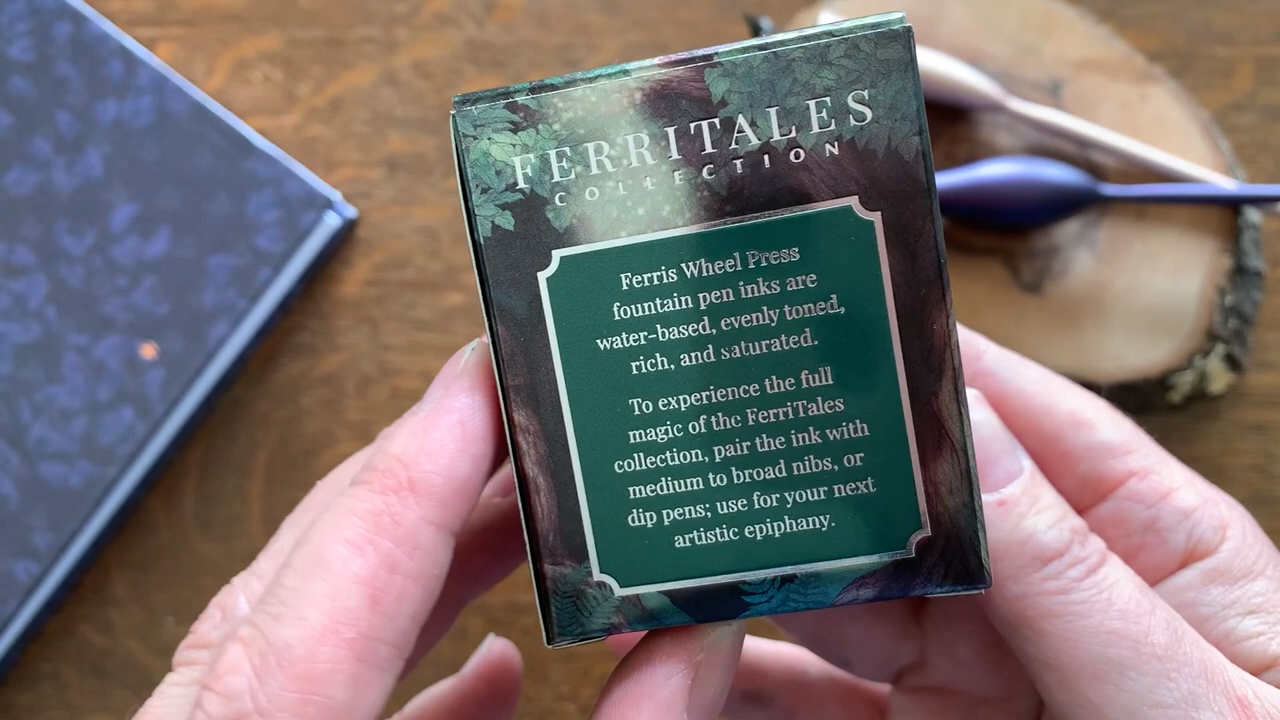 FERRITALES
COLLECTION
Ferris Wheel Press
fountain pen inks are
water-based, evenly toned,
rich, and saturated.
To experience the full
magic of the FerriTales
collection, pair the ink with
medium to broad nibs, or
dip pens; use for your next
artistic epiphany.